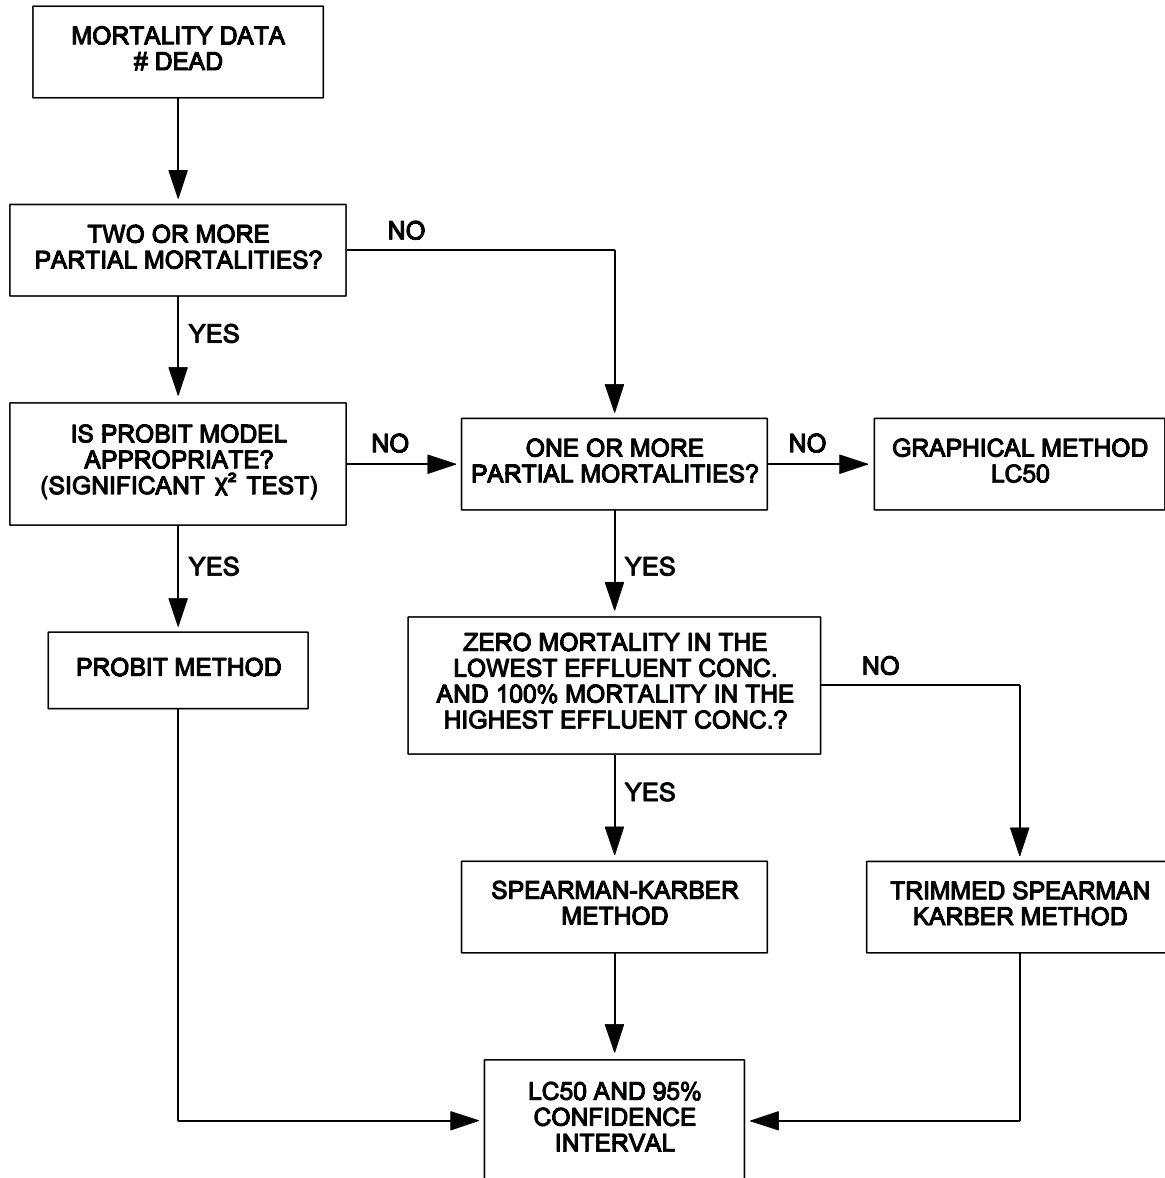 MORTALITY DATA
# DEAD
TWO OR MORE
PARTIAL MORTALITIES?
NO
YES
IS PROBIT MODEL
APPROPRIATE?
(SIGNIFICANT χ² TEST)
NO
ONE OR MORE
PARTIAL MORTALITIES?
NO
GRAPHICAL METHOD
LC50
YES
YES
PROBIT METHOD
ZERO MORTALITY IN THE
LOWEST EFFLUENT CONC.
AND 100% MORTALITY IN THE
HIGHEST EFFLUENT CONC.?
NO
YES
SPEARMAN-KARBER
METHOD
TRIMMED SPEARMAN
KARBER METHOD
LC50 AND 95%
CONFIDENCE
INTERVAL